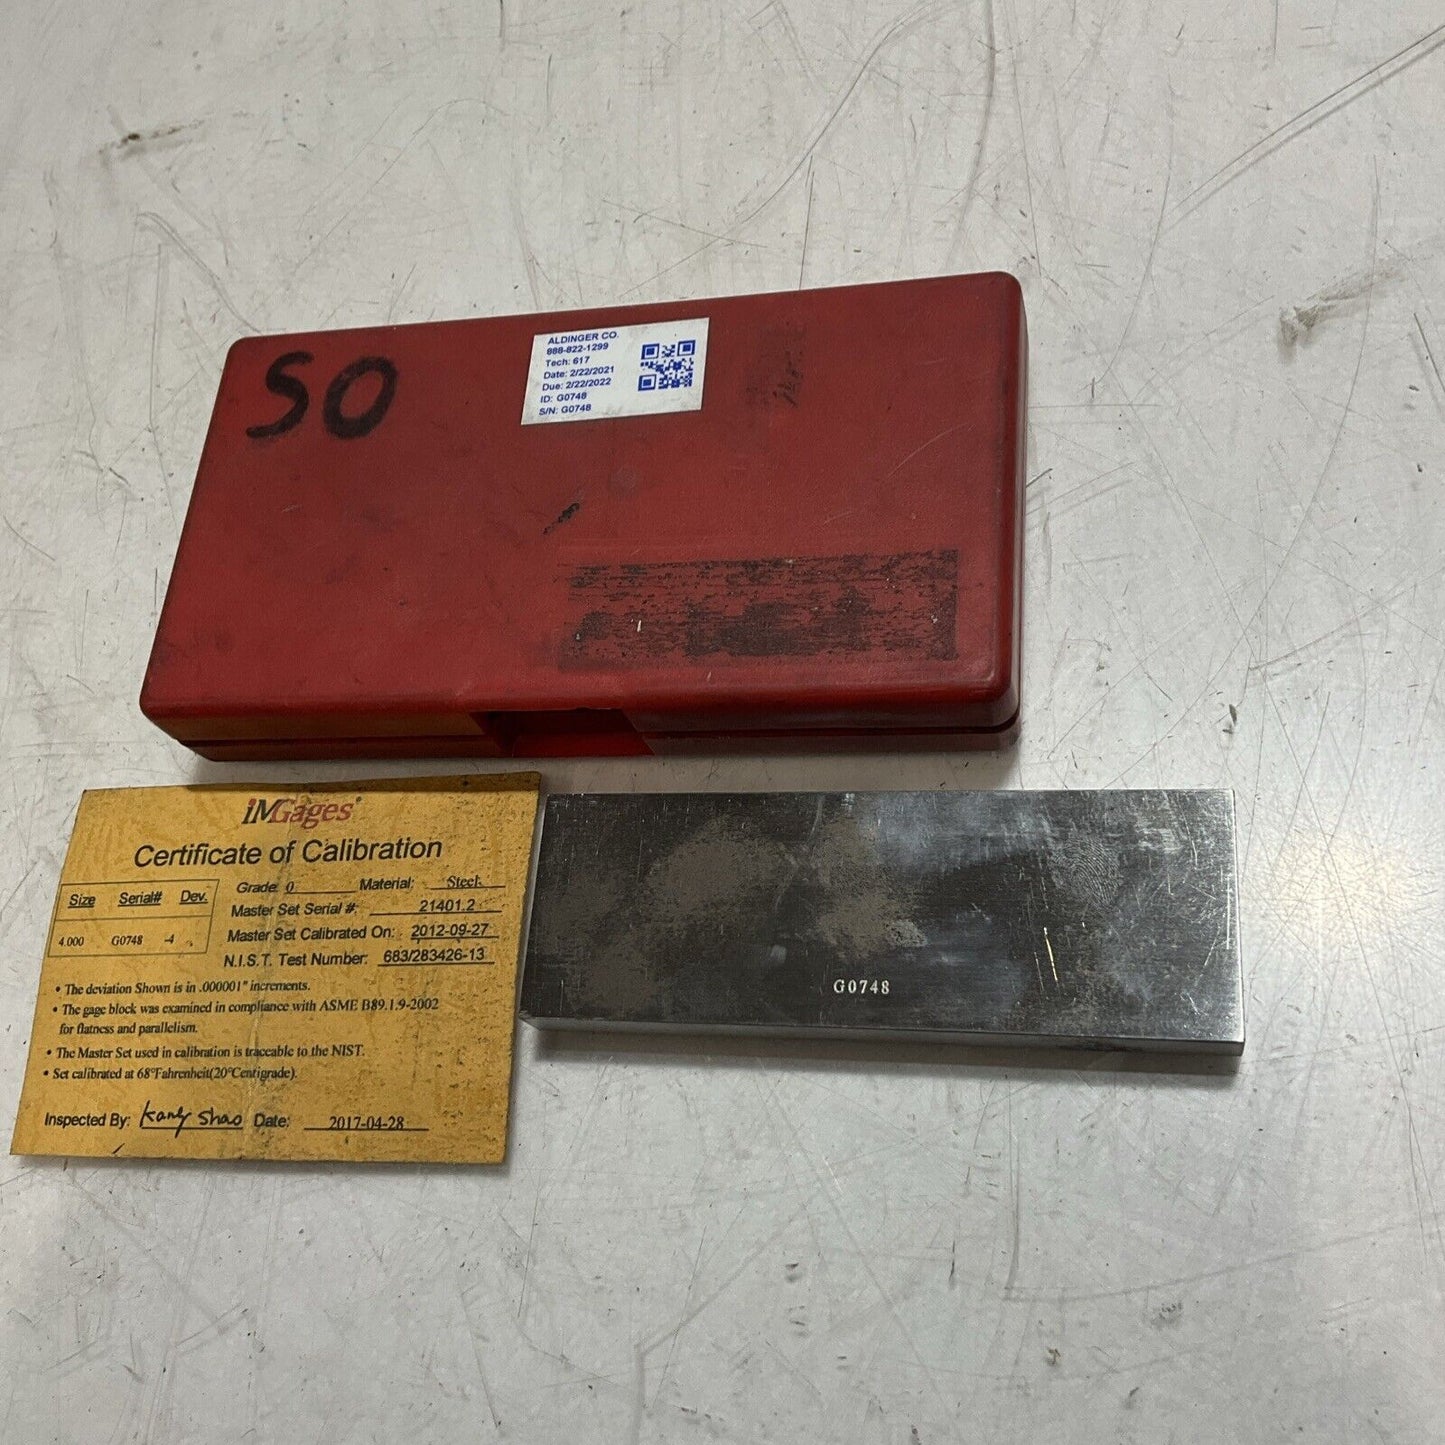 SO
ALDINGER CO.
888-822-1299
Tech: 617
Date: 2/22/2021
Due: 2/22/2022
ID: G0748
S/N: G0748
iMGages
Certificate of Calibration
Size Serial# Dev.
4.000 G0748 -4
Grade: 0 Material: Steel
Master Set Serial #: 21401.2
Master Set Calibrated On: 2012-09-27
N.I.S.T. Test Number: 683/283426-13
• The deviation Shown is in .000001" increments.
• The gage block was examined in compliance with ASME B89.1.9-2002
for flatness and parallelism.
• The Master Set used in calibration is traceable to the NIST.
• Set calibrated at 68°Fahrenheit(20°Centigrade).
Inspected By: Kang Shao Date: 2017-04-28
G0748